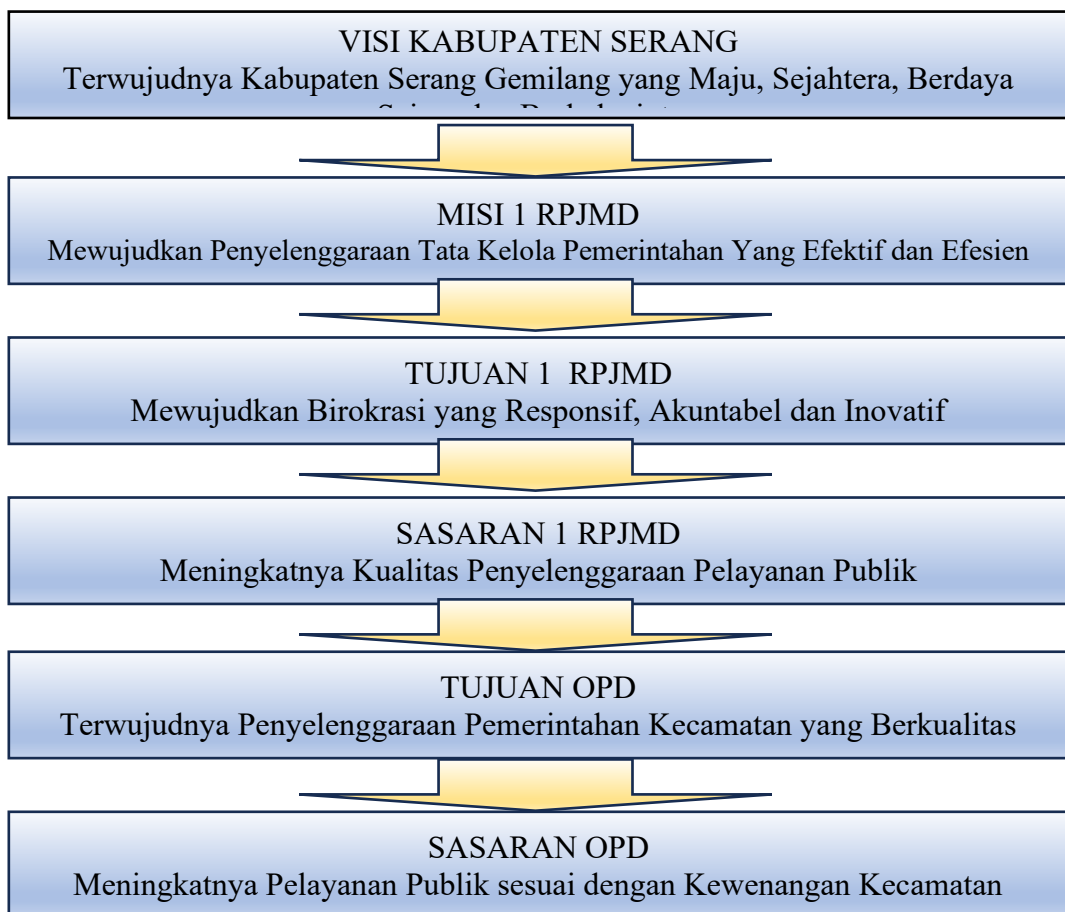 VISI KABUPATEN SERANG
Terwujudnya Kabupaten Serang Gemilang yang Maju, Sejahtera, Berdaya
MISI 1 RPJMD
Mewujudkan Penyelenggaraan Tata Kelola Pemerintahan Yang Efektif dan Efesien
TUJUAN 1 RPJMD
Mewujudkan Birokrasi yang Responsif, Akuntabel dan Inovatif
SASARAN 1 RPJMD
Meningkatnya Kualitas Penyelenggaraan Pelayanan Publik
TUJUAN OPD
Terwujudnya Penyelenggaraan Pemerintahan Kecamatan yang Berkualitas
SASARAN OPD
Meningkatnya Pelayanan Publik sesuai dengan Kewenangan Kecamatan